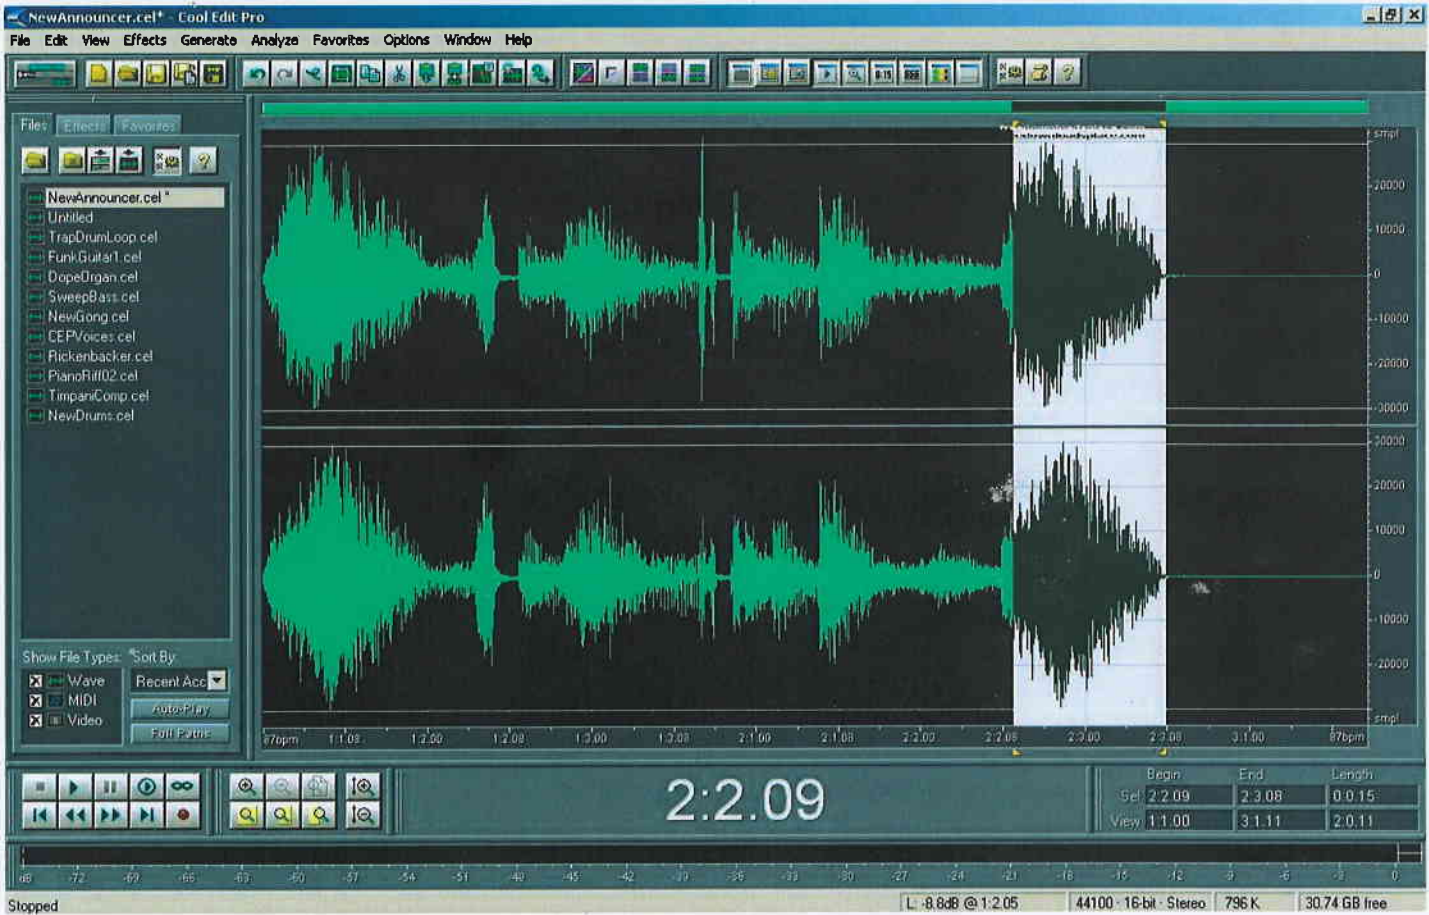 NewAnnouncer.cel* - Cool Edit Pro
File Edit View Effects Generate Analyze Favorites Options Window Help
Files Effects Favorites
NewAnnouncer.cel *
Untitled
TrapDrumLoop.cel
FunkGuitar1.cel
DopeOrgan.cel
SweepBass.cel
NewGong.cel
CEPVoices.cel
Rickenbacker.cel
PianoRiff02.cel
TimpaniComp.cel
NewDrums.cel
Show File Types: Sort By:
Wave Recent Acc
MIDI Auto-Play
Video Full Paths
smpl
20000
10000
0
-10000
-20000
-30000
30000
20000
10000
0
-10000
-20000
smpl
87bpm 1:1.08 1:2.00 1:2.08 1:3.00 1:3.08 2:1.00 2:1.08 2:2.00 2:2.08 2:3.00 2:3.08 3:1.00 87bpm
2:2.09
Begin End Length
Sel 2:2.09 2:3.08 0:0.15
View 1:1.00 3:1.11 2:0.11
dB -72 -69 -66 -63 -60 -57 -54 -51 -48 -45 -42 -39 -36 -33 -30 -27 -24 -21 -18 -15 -12 -9 -6 -3 0
Stopped L: -8.8dB @ 1:2.05 44100 · 16-bit · Stereo 796 K 30.74 GB free